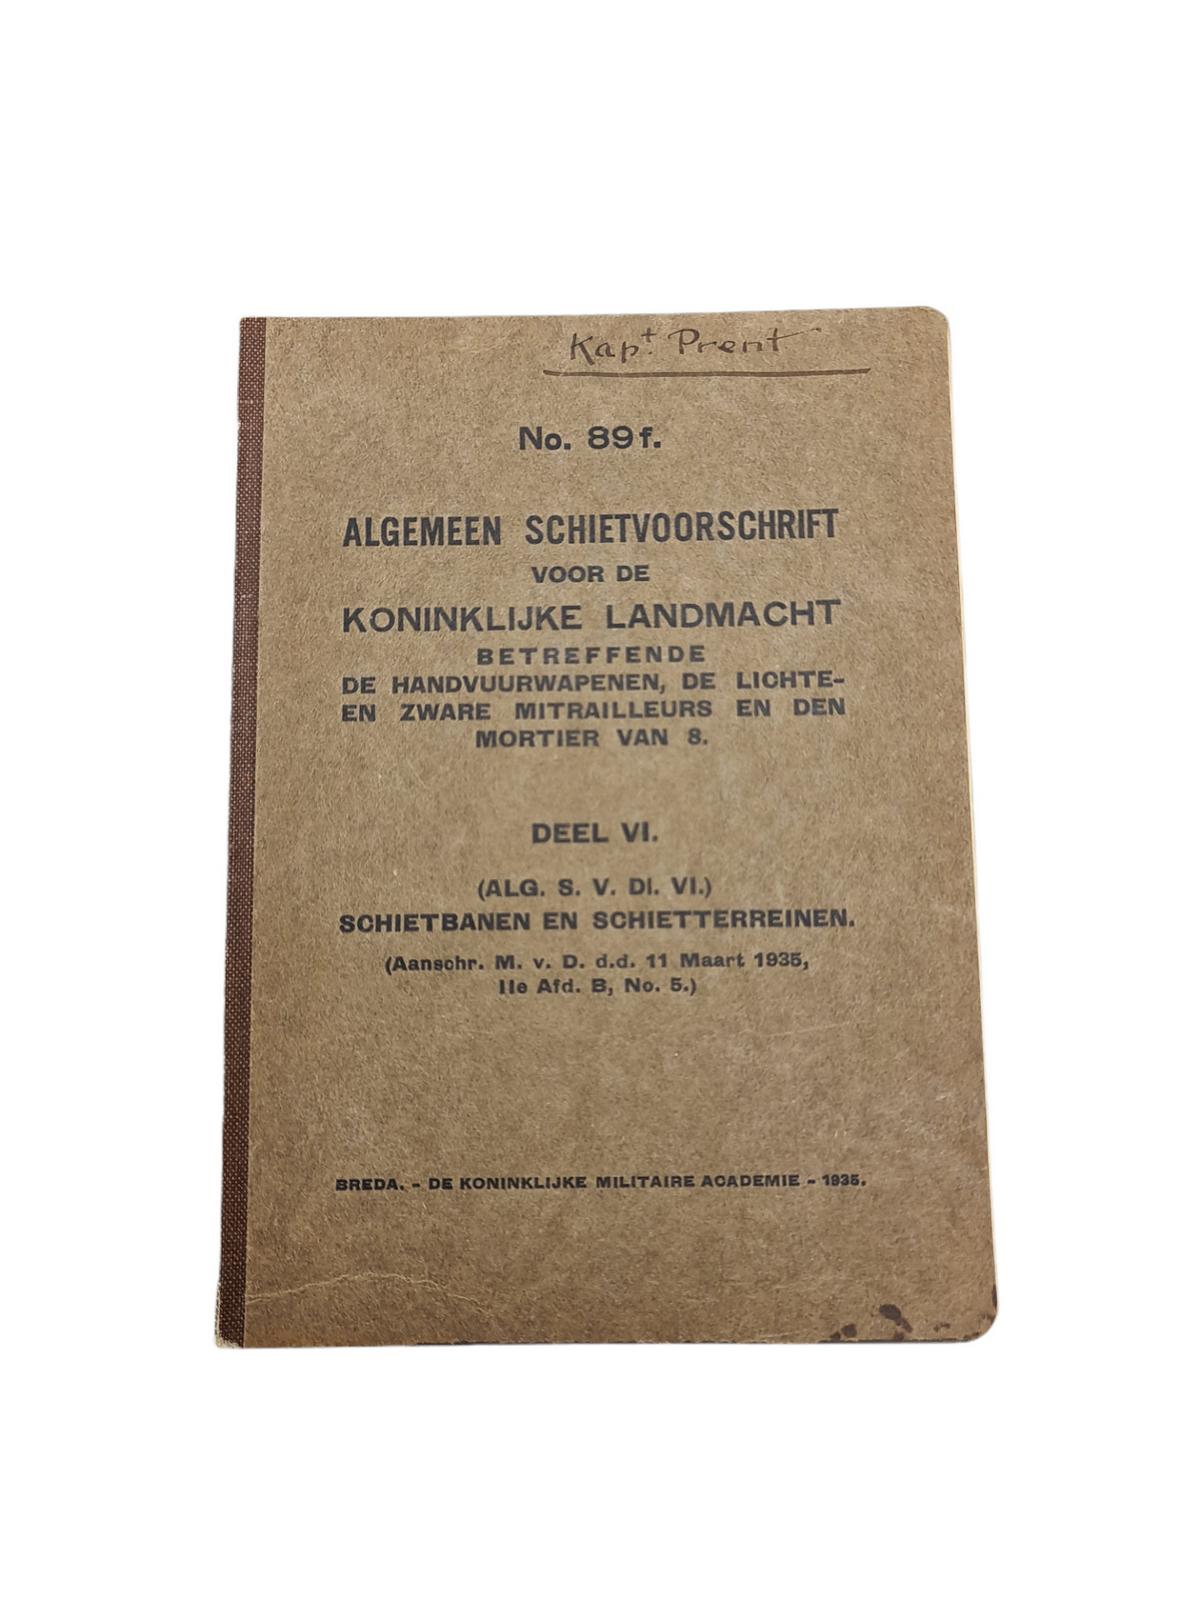 Kapt. Prent
No. 89f.
ALGEMEEN SCHIETVOORSCHRIFT
VOOR DE
KONINKLIJKE LANDMACHT
BETREFFENDE
DE HANDVUURWAPENEN, DE LICHTE-
EN ZWARE MITRAILLEURS EN DEN
MORTIER VAN 8.
DEEL VI.
(ALG. S. V. Dl. VI.)
SCHIETBANEN EN SCHIETTERREINEN.
(Aanschr. M. v. D. d.d. 11 Maart 1935,
IIe Afd. B, No. 5.)
BREDA. - DE KONINKLIJKE MILITAIRE ACADEMIE - 1935.